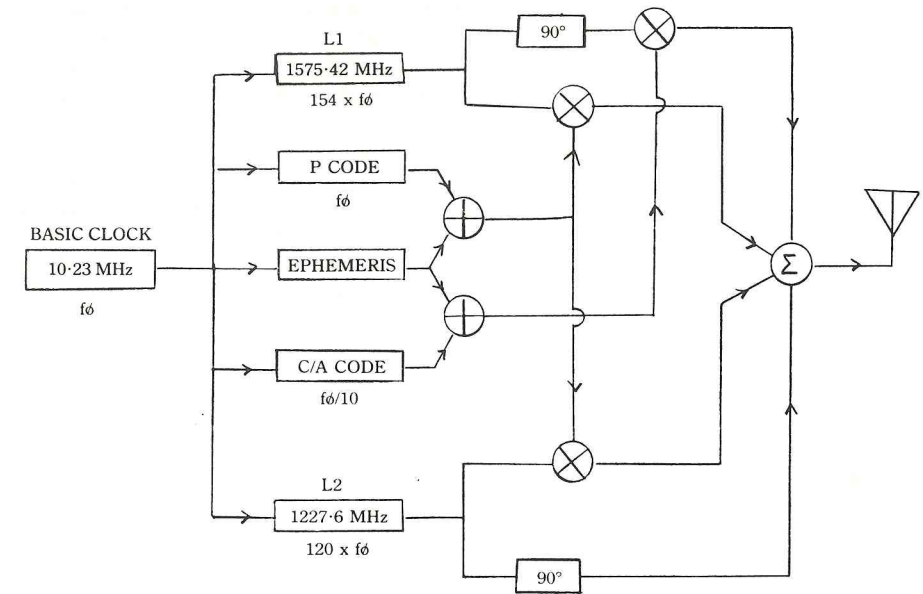 L1
1575·42 MHz
154 x fø
90°
P CODE
fø
BASIC CLOCK
10·23 MHz
fø
EPHEMERIS
Σ
C/A CODE
fø/10
L2
1227·6 MHz
120 x fø
90°